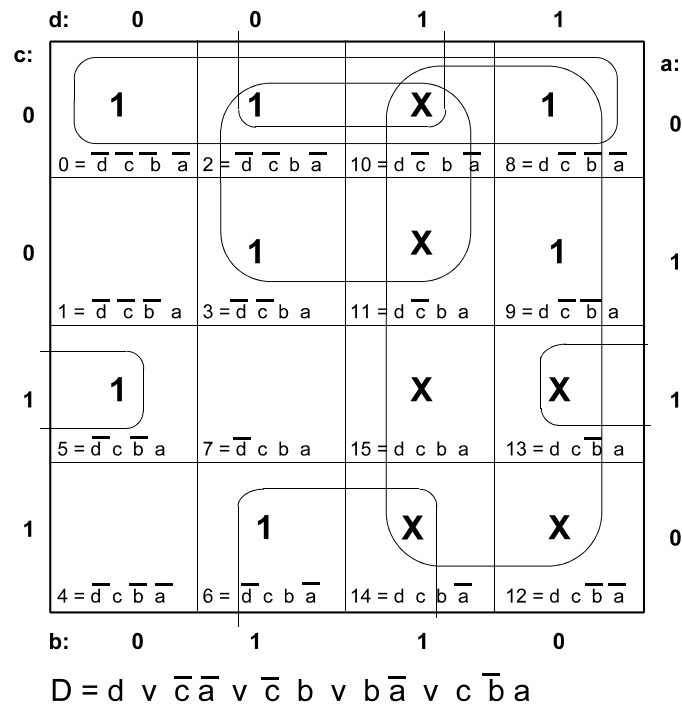 d: 0 0 1 1
c: a:
0 1 1 X 1 0
0 = d̅ c̅ b̅ a̅ 2 = d̅ c̅ b a̅ 10 = d c̅ b a̅ 8 = d c̅ b̅ a̅
0 1 X 1 1
1 = d̅ c̅ b̅ a 3 = d̅ c̅ b a 11 = d c̅ b a 9 = d c̅ b̅ a
1 1 X X 1
5 = d̅ c b̅ a 7 = d̅ c b a 15 = d c b a 13 = d c b̅ a
1 1 X X 0
4 = d̅ c b̅ a̅ 6 = d̅ c b a̅ 14 = d c b a̅ 12 = d c b̅ a̅
b: 0 1 1 0
D = d v c̅ a̅ v c̅ b v b a̅ v c b̅ a